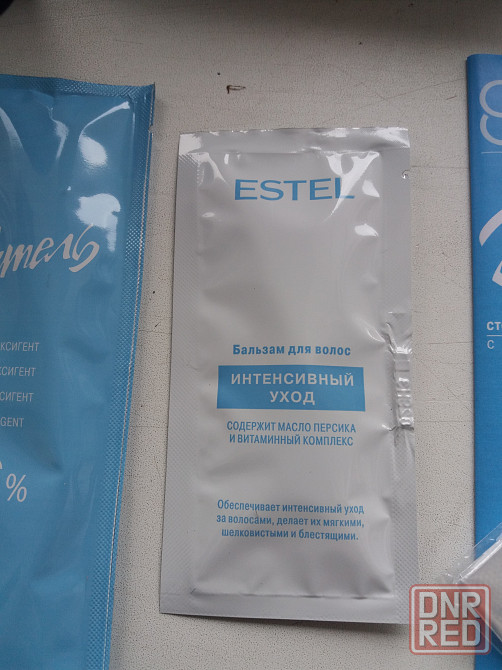 ESTEL
Бальзам для волос
ИНТЕНСИВНЫЙ
УХОД
СОДЕРЖИТ МАСЛО ПЕРСИКА
И ВИТАМИННЫЙ КОМПЛЕКС
Обеспечивает интенсивный уход
за волосами, делает их мягкими,
шелковистыми и блестящими.
%
DNR
RED